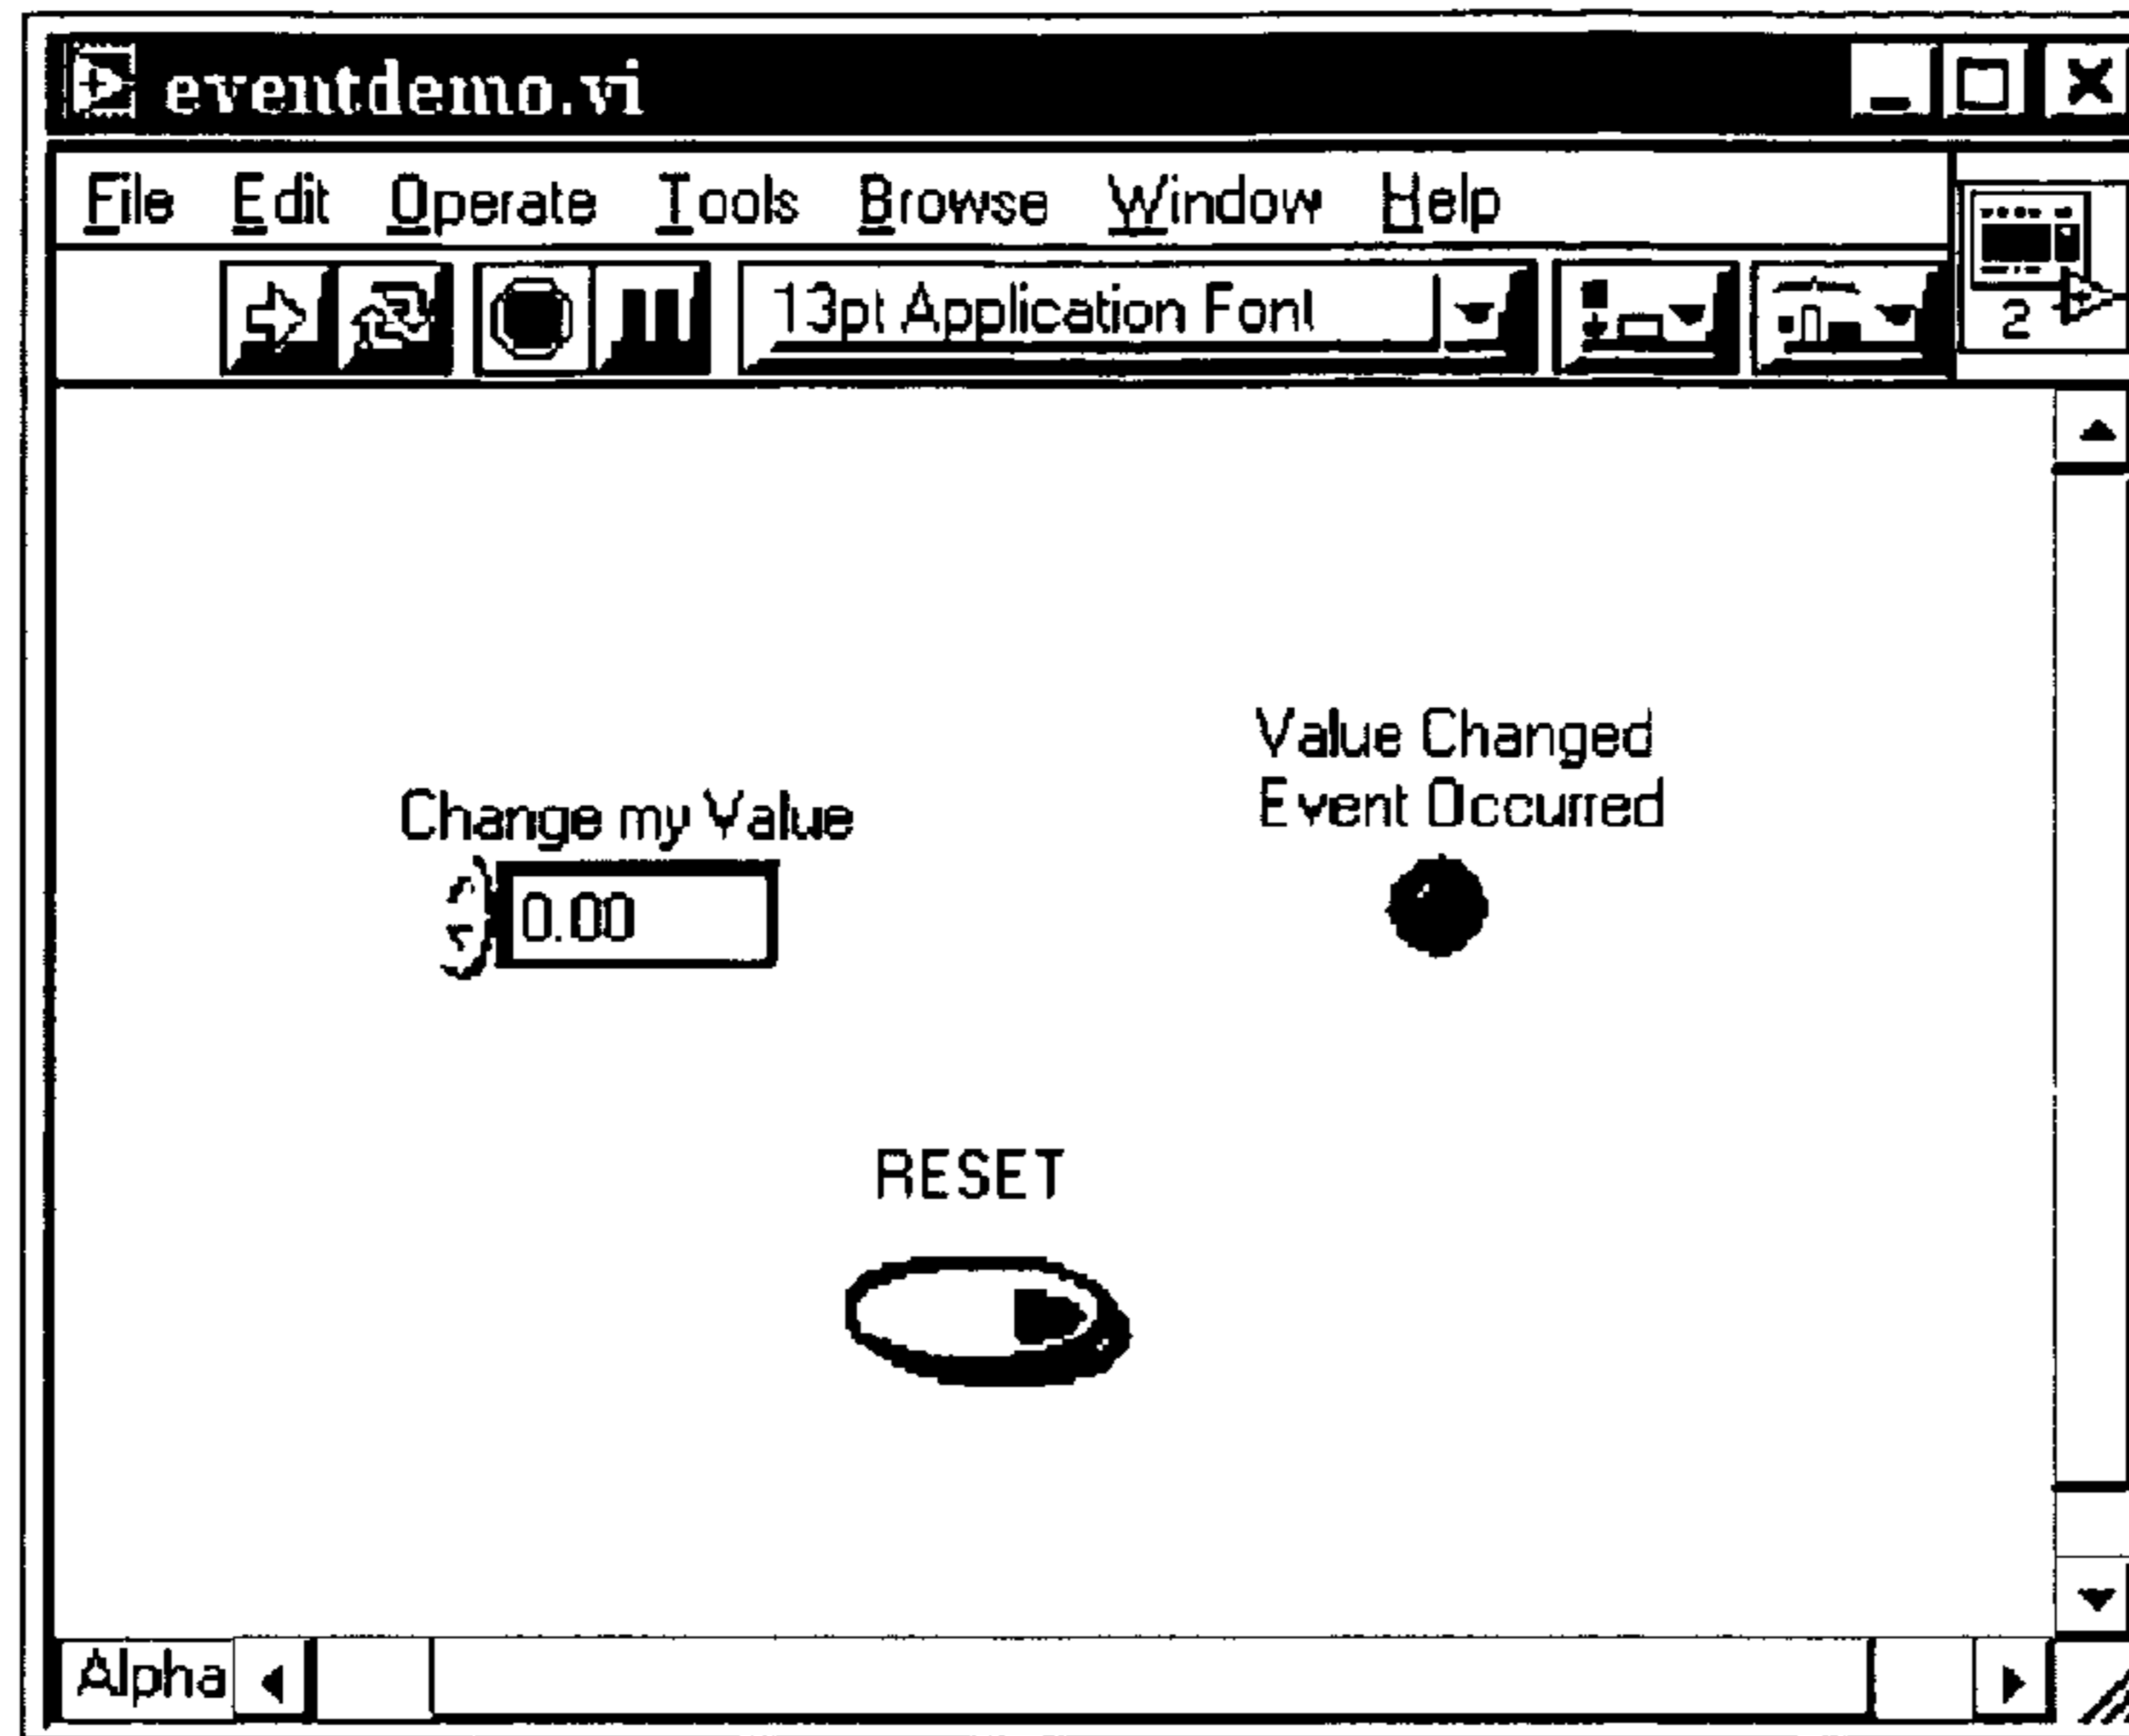 eventdemo.vi
File Edit Operate Tools Browse Window Help
13pt Application Font
2
Value Changed
Event Occurred
Change my Value
0.00
RESET
Alpha